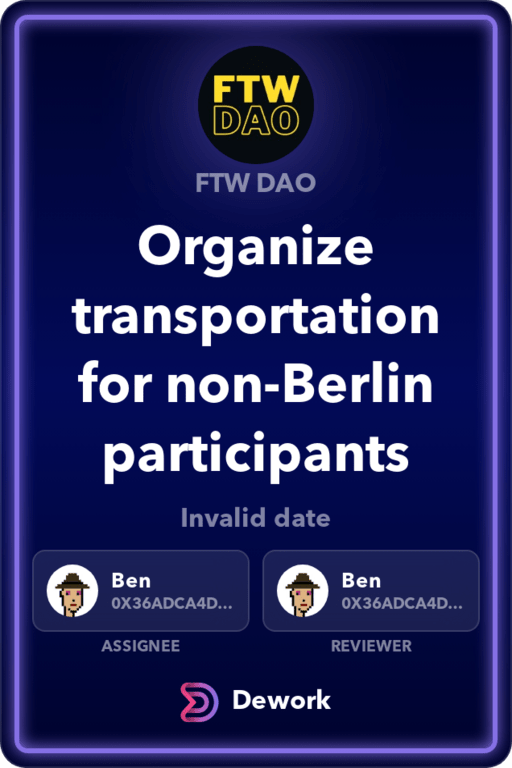 FTW
DAO
FTW DAO
Organize
transportation
for non-Berlin
participants
Invalid date
Ben
0X36ADCA4D...
ASSIGNEE
Ben
0X36ADCA4D...
REVIEWER
Dework